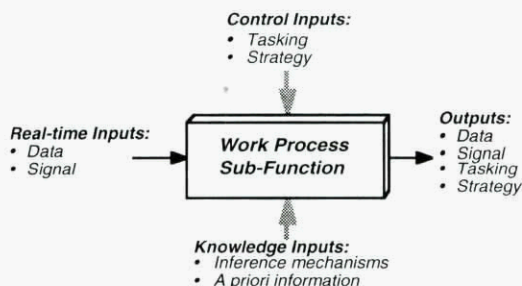 Control Inputs:
• Tasking
• Strategy
Real-time Inputs:
• Data
• Signal
Work Process
Sub-Function
Outputs:
• Data
• Signal
• Tasking
• Strategy
Knowledge Inputs:
• Inference mechanisms
• A priori information